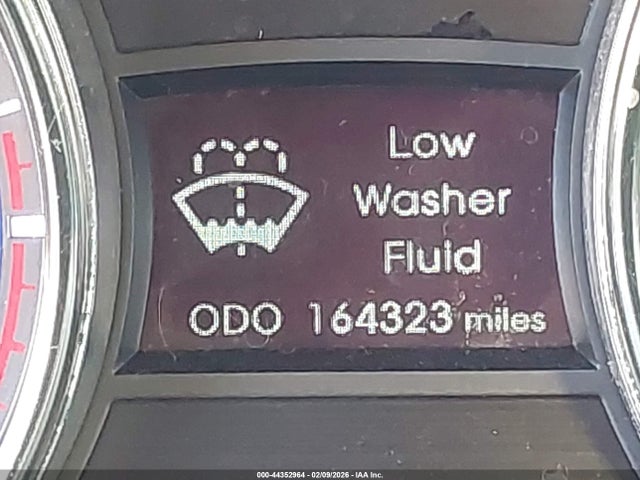 Low
Washer
Fluid
ODO 164323 miles
000-44352964 - 02/09/2026 - IAA Inc.